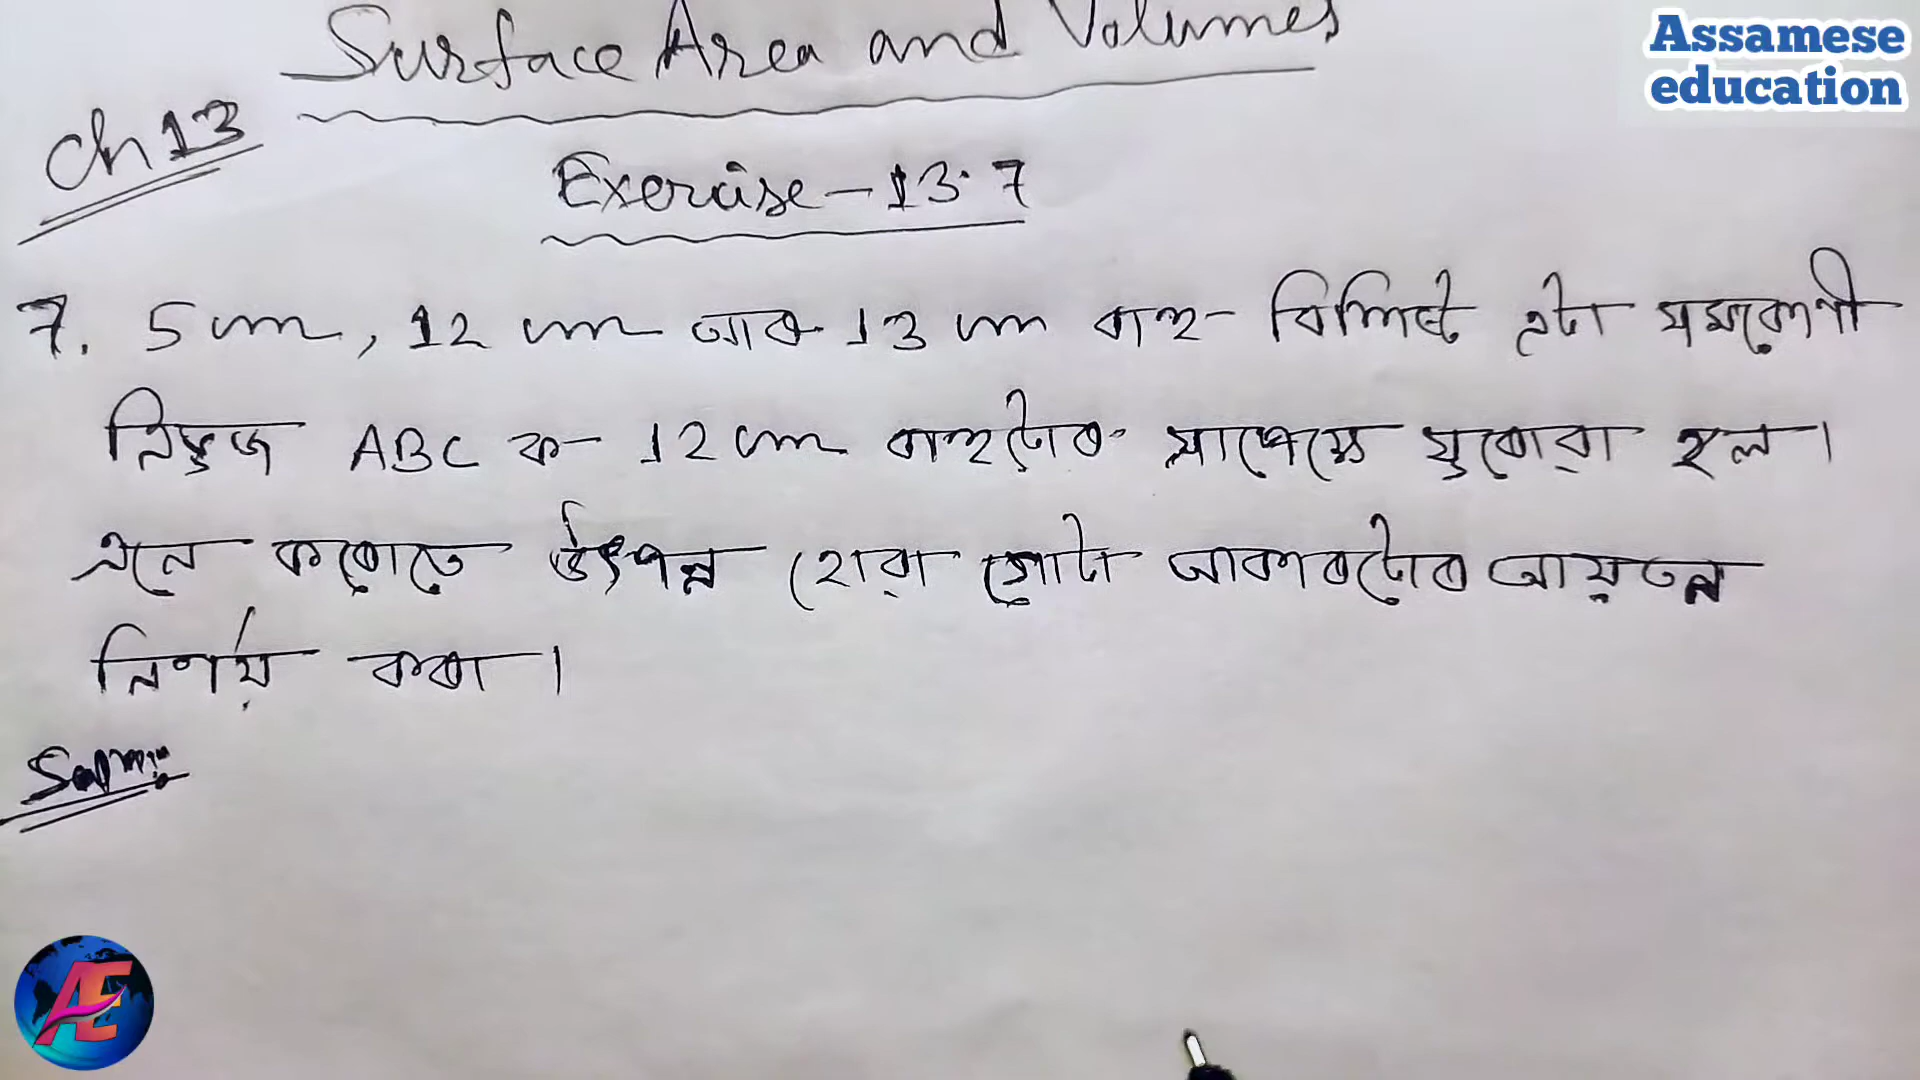 Surface Area and Volumes
Assamese
education
Ch 13
Exercise - 13.7
7. 5 cm, 12 cm আৰু 13 cm বাহু- বিশিষ্ট এটা সমকোণী
ত্ৰিভুজ ABC ক 12 cm বাহুটোৰ সাপেক্ষে ঘূৰোৱা হল।
এনে কৰোতে উৎপন্ন হোৱা গোটা আকাৰটোৰ আয়তন
নিৰ্ণয় কৰা।
Soln:
AE